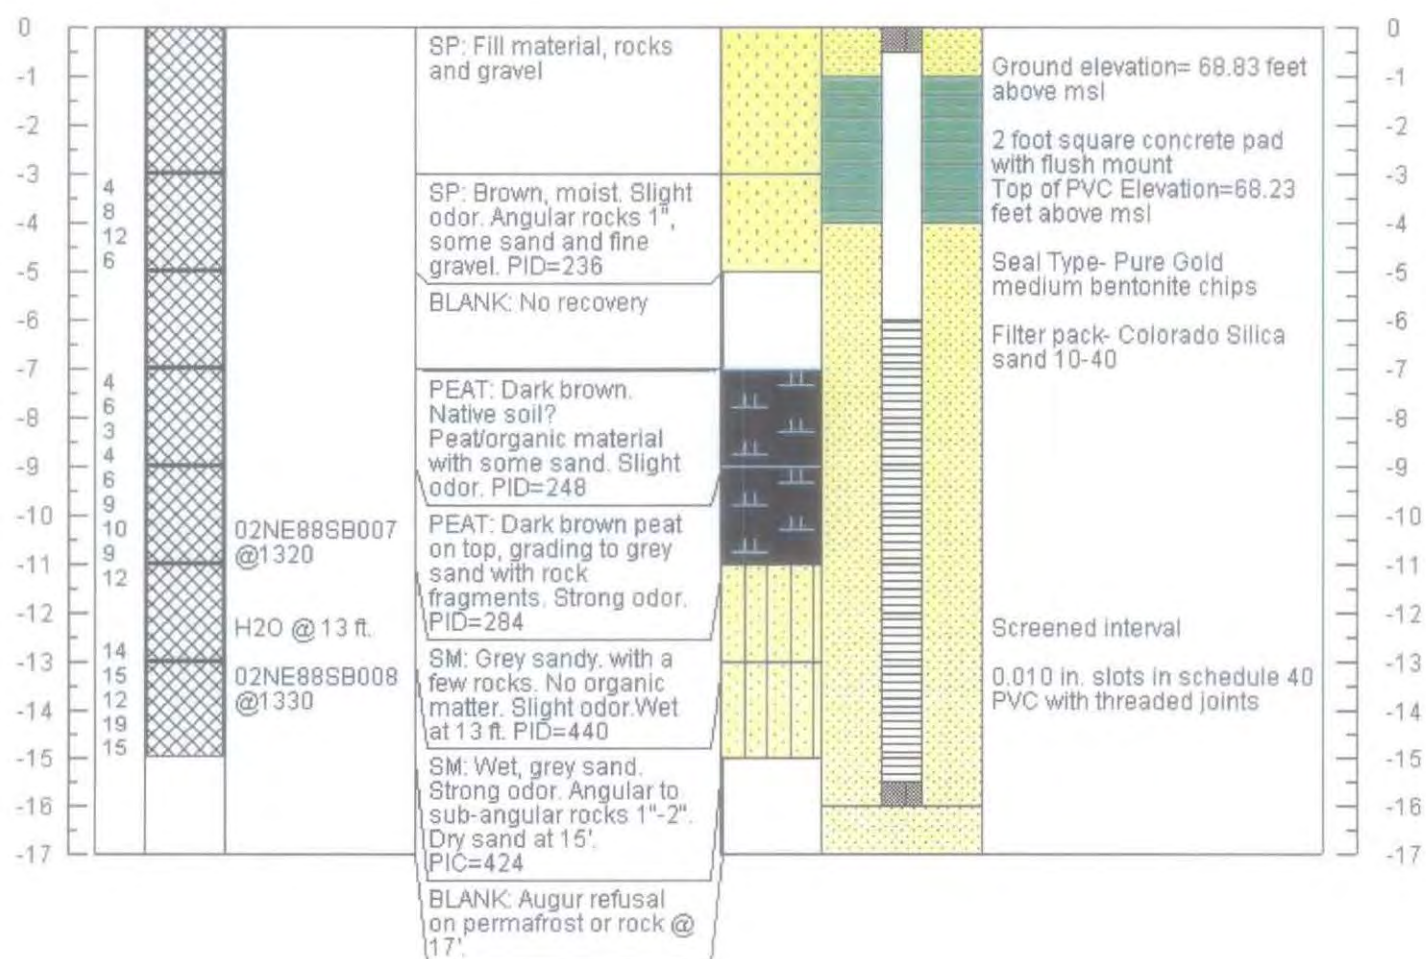 0
-1
-2
-3
-4
-5
-6
-7
-8
-9
-10
-11
-12
-13
-14
-15
-16
-17
4
8
12
6
4
6
3
4
6
9
10
9
12
14
15
12
19
15
02NE88SB007
@1320
H2O @ 13 ft.
02NE88SB008
@1330
SP: Fill material, rocks
and gravel
SP: Brown, moist. Slight
odor. Angular rocks 1",
some sand and fine
gravel. PID=236
BLANK: No recovery
PEAT: Dark brown.
Native soil?
Peat/organic material
with some sand. Slight
odor. PID=248
PEAT: Dark brown peat
on top, grading to grey
sand with rock
fragments. Strong odor.
PID=284
SM: Grey sandy. with a
few rocks. No organic
matter. Slight odor.Wet
at 13 ft. PID=440
SM: Wet, grey sand.
Strong odor. Angular to
sub-angular rocks 1"-2".
Dry sand at 15'.
PIC=424
BLANK: Augur refusal
on permafrost or rock @
17'.
Ground elevation= 68.83 feet
above msl
2 foot square concrete pad
with flush mount
Top of PVC Elevation=68.23
feet above msl
Seal Type- Pure Gold
medium bentonite chips
Filter pack- Colorado Silica
sand 10-40
Screened interval
0.010 in. slots in schedule 40
PVC with threaded joints
0
-1
-2
-3
-4
-5
-6
-7
-8
-9
-10
-11
-12
-13
-14
-15
-16
-17